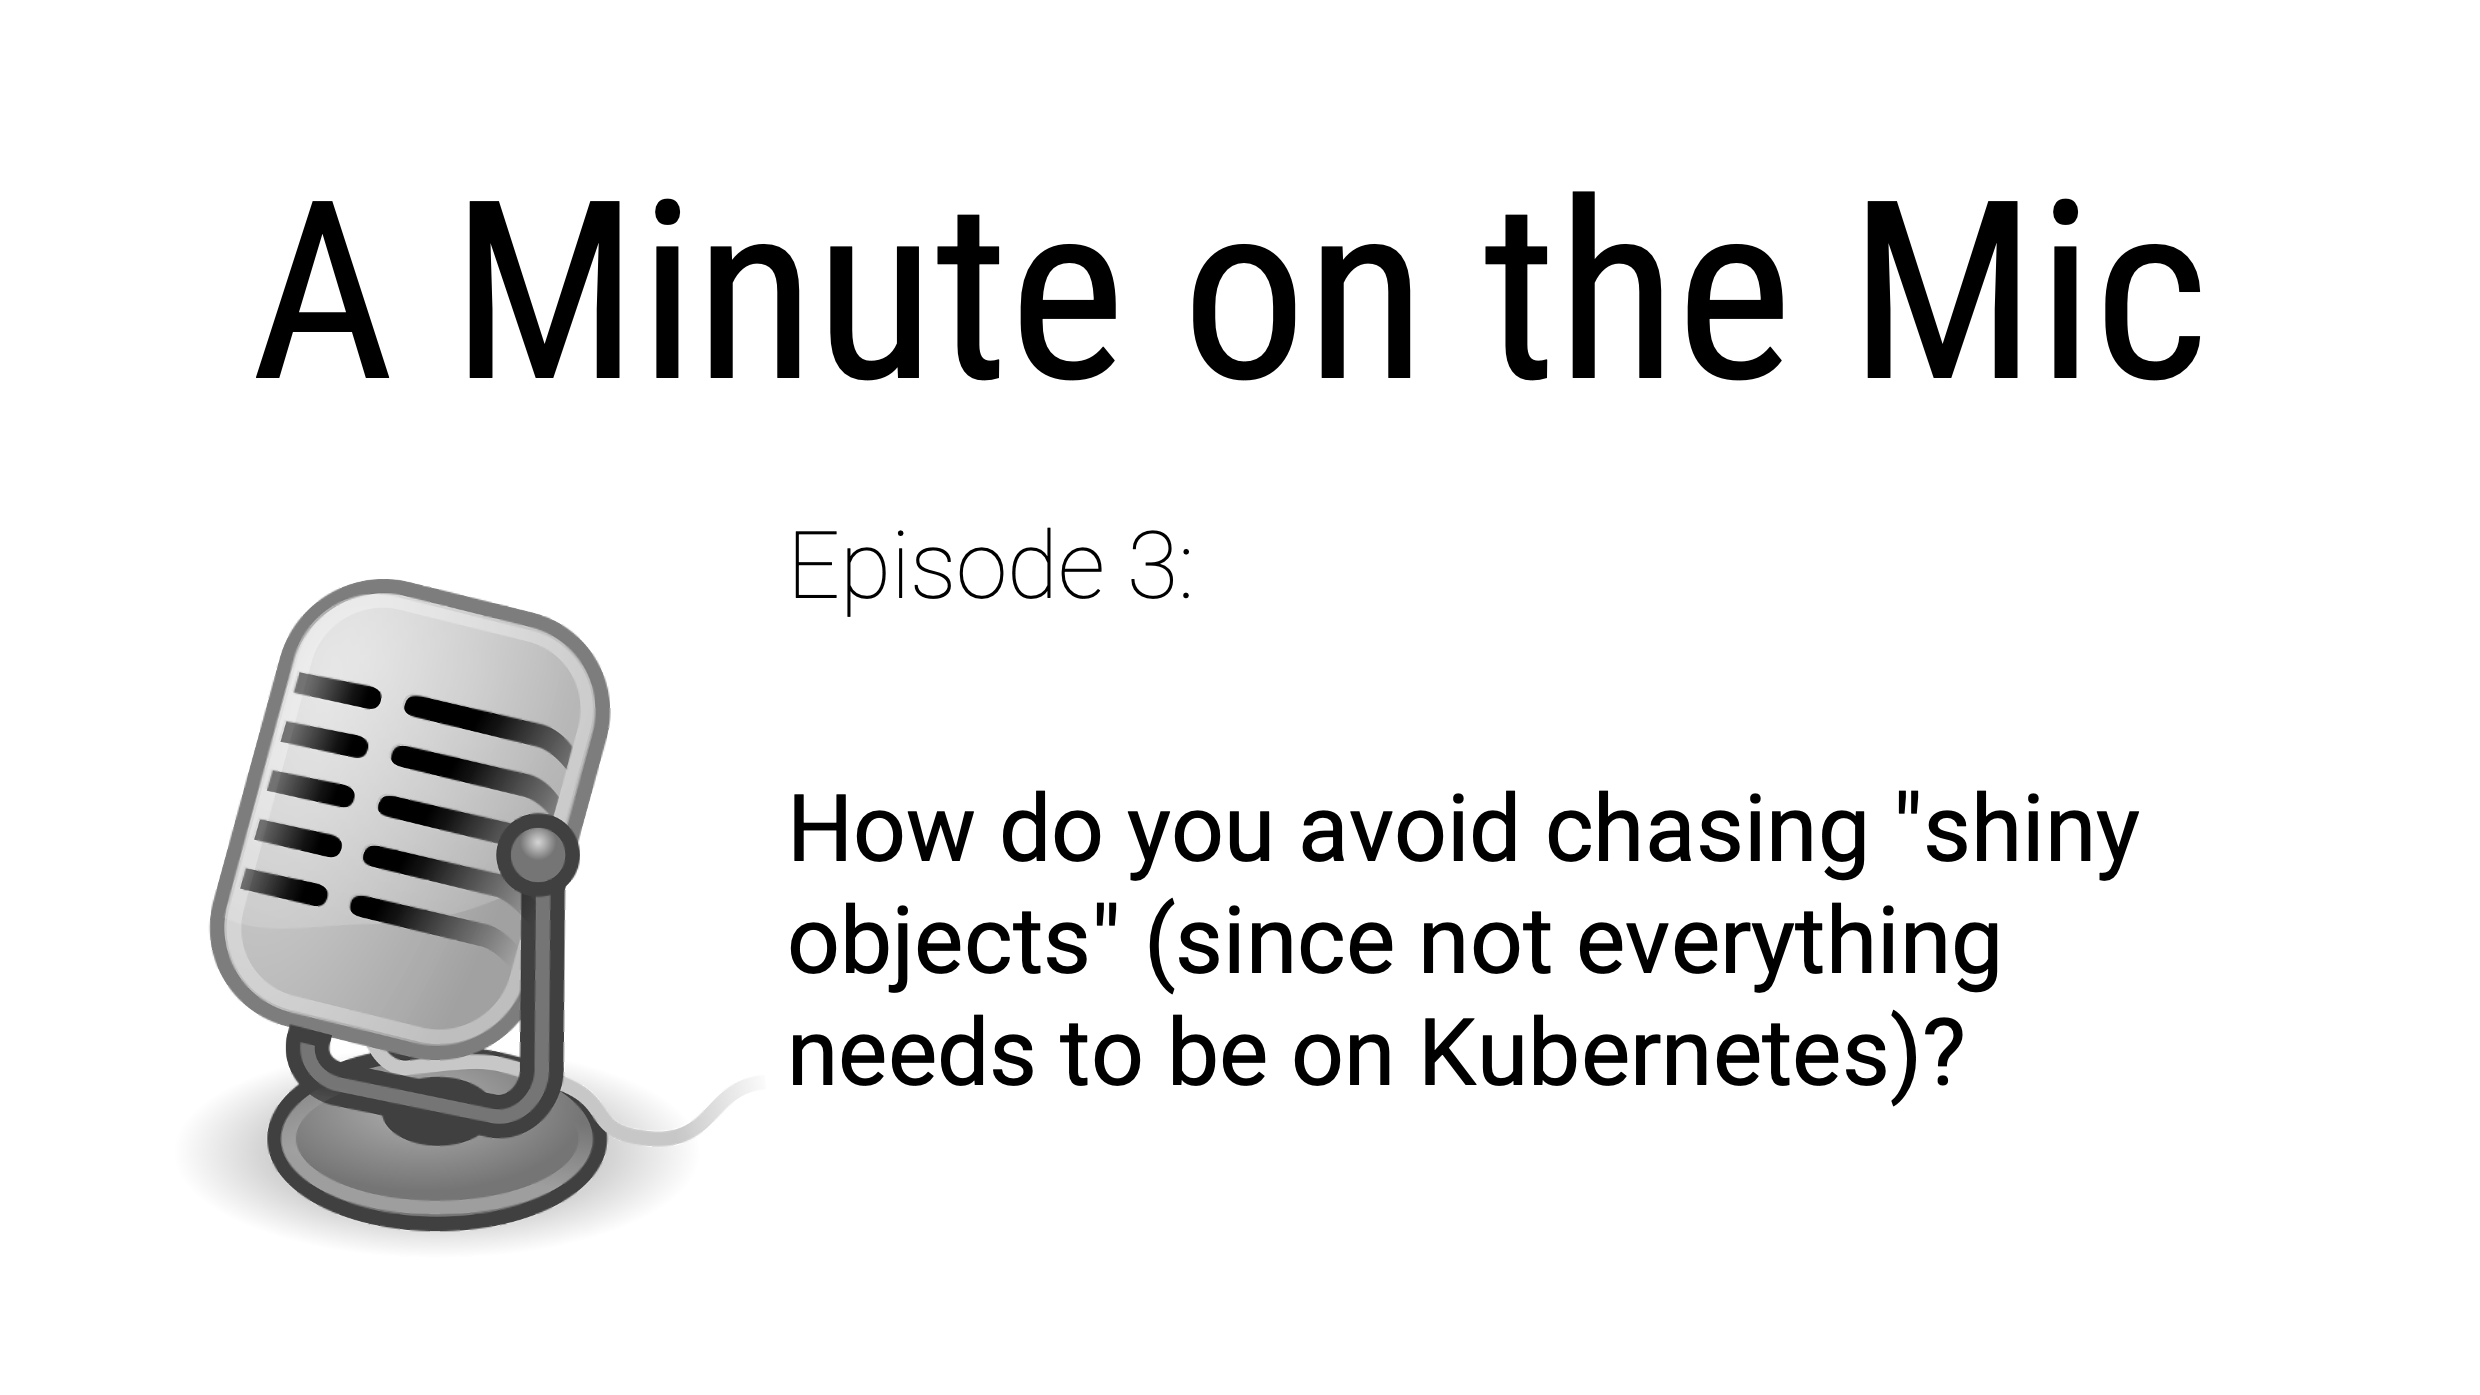 A Minute on the Mic
Episode 3:
How do you avoid chasing "shiny
objects" (since not everything
needs to be on Kubernetes)?